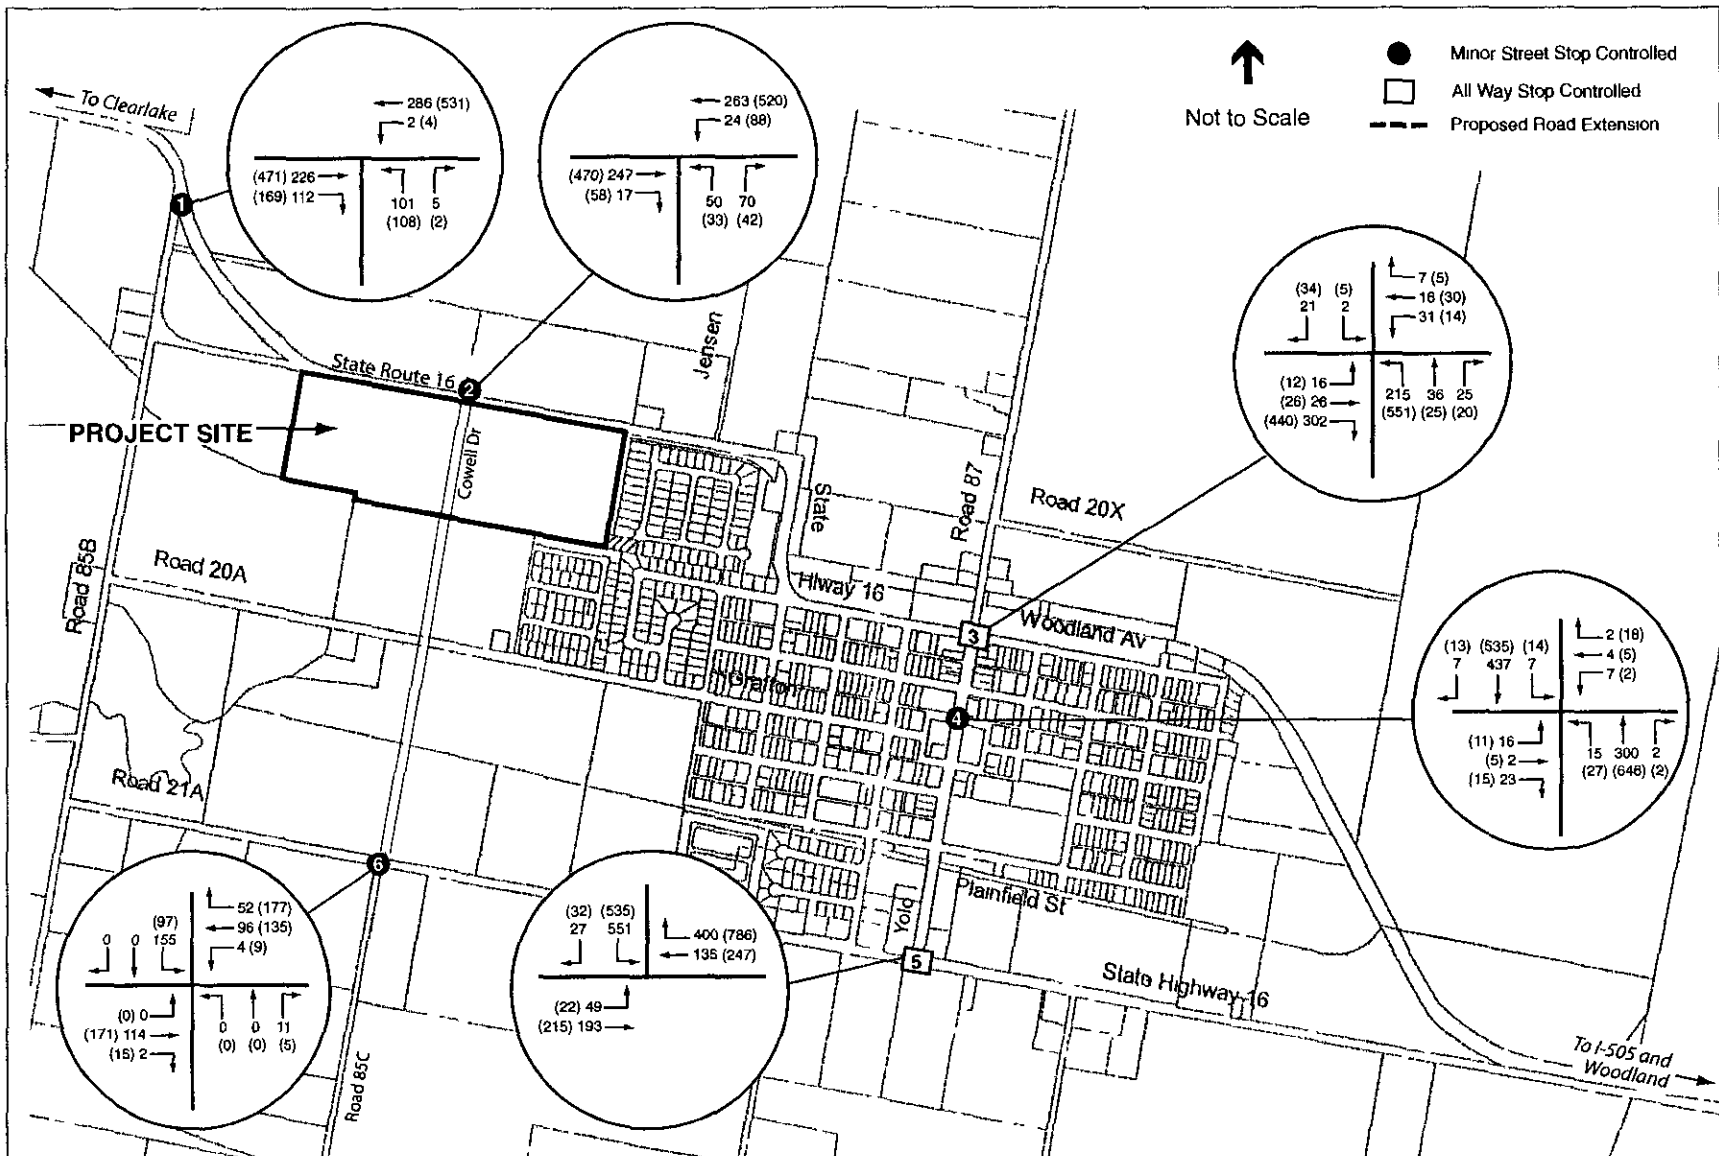 To Clearlake
Not to Scale
Minor Street Stop Controlled
All Way Stop Controlled
Proposed Road Extension
286 (531)
2 (4)
(471) 226
(169) 112
101 5
(108) (2)
263 (520)
24 (88)
(470) 247
(58) 17
50 70
(33) (42)
1
State Route 16
2
Jensen
PROJECT SITE
Cowell Dr
State
Hiway 16
Road 87
Road 20X
7 (5)
16 (30)
31 (14)
(34) (5)
21 2
(12) 16
(26) 26
(440) 302
215 36 25
(551) (25) (20)
Road 85B
Road 20A
3
Woodland AV
Grafton
4
2 (18)
4 (5)
7 (2)
(13) (535) (14)
7 437 7
(11) 16
(5) 2
(15) 23
15 300 2
(27) (646) (2)
Road 21A
6
Plainfield St
Yolo
5
State Highway 16
52 (177)
96 (135)
4 (9)
(97)
0 0 155
(0) 0
(171) 114
(15) 2
0 0 11
(0) (0) (5)
Road 85C
(32) (535)
27 551
400 (786)
135 (247)
(22) 49
(215) 193
To I-505 and
Woodland